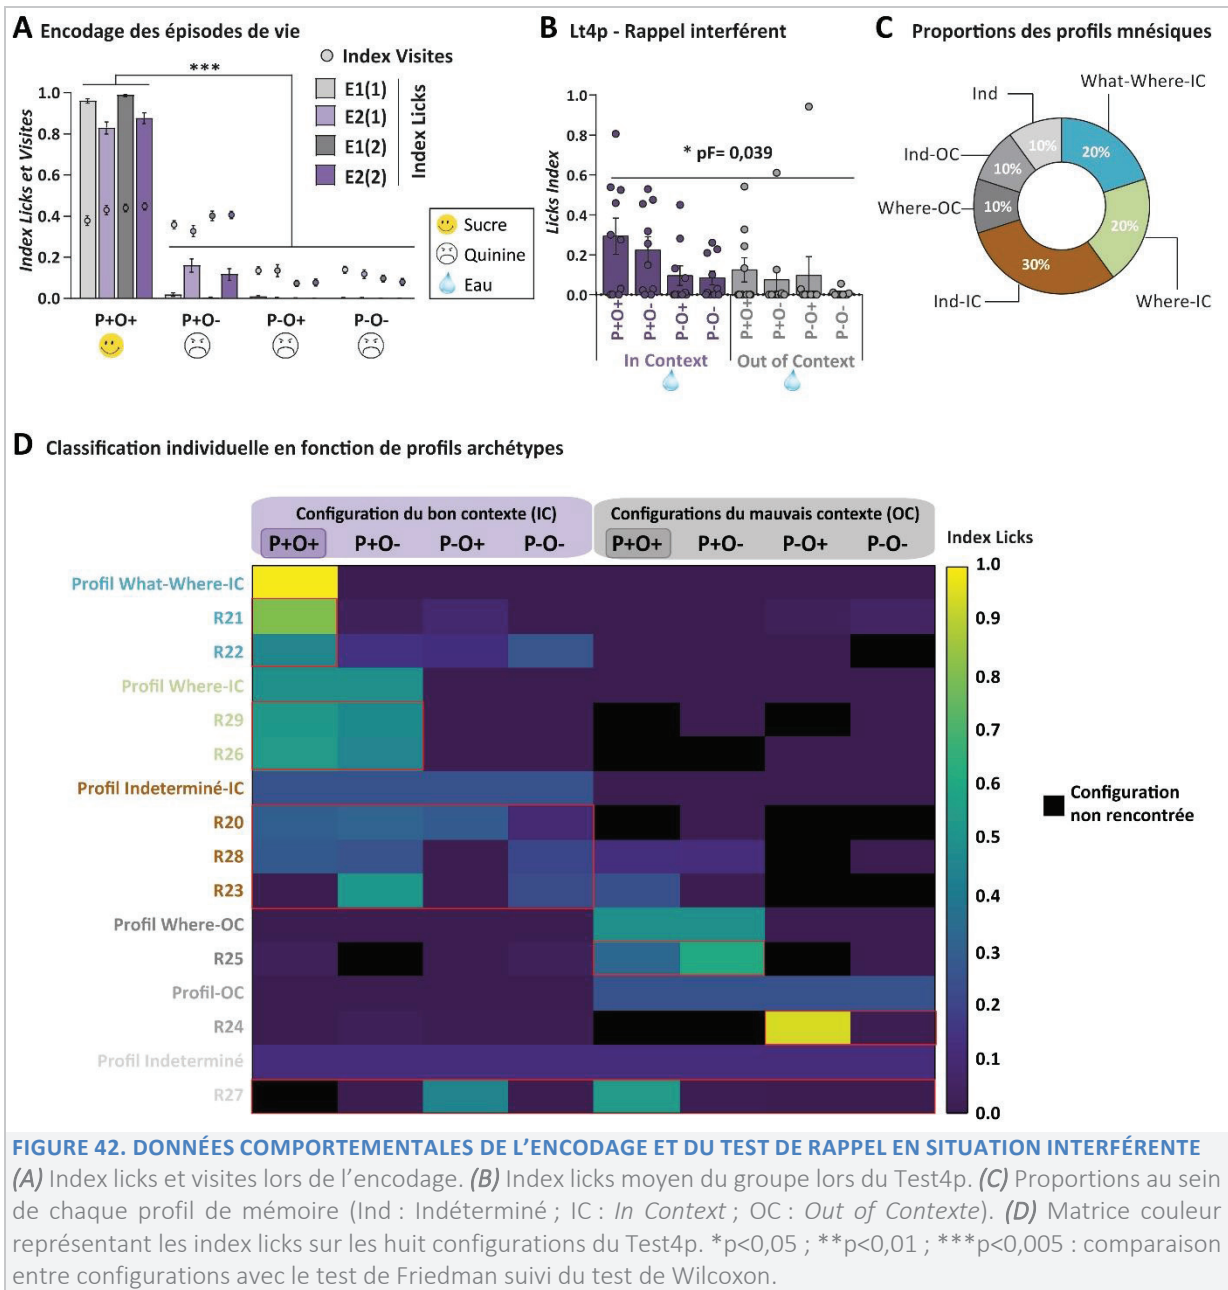 A Encodage des épisodes de vie
Index Licks et Visites
1.0
0.8
0.6
0.4
0.2
0.0
***
Index Visites
E1(1)
E2(1)
E1(2)
E2(2)
Index Licks
P+O+
P+O-
P-O+
P-O-
Sucre
Quinine
Eau
B Lt4p - Rappel interférent
Licks Index
1.0
0.8
0.6
0.4
0.2
0.0
* pF= 0,039
P+O+
P+O-
P-O+
P-O-
P+O+
P+O-
P-O+
P-O-
In Context
Out of Context
C Proportions des profils mnésiques
What-Where-IC
20%
Where-IC
20%
Ind-IC
30%
Where-OC
10%
Ind-OC
10%
Ind
10%
D Classification individuelle en fonction de profils archétypes
Configuration du bon contexte (IC)
Configurations du mauvais contexte (OC)
P+O+ P+O- P-O+ P-O- P+O+ P+O- P-O+ P-O-
Profil What-Where-IC
R21
R22
Profil Where-IC
R29
R26
Profil Indeterminé-IC
R20
R28
R23
Profil Where-OC
R25
Profil-OC
R24
Profil Indeterminé
R27
Index Licks
1.0
0.9
0.8
0.7
0.6
0.5
0.4
0.3
0.2
0.1
0.0
Configuration
non rencontrée
FIGURE 42. DONNÉES COMPORTEMENTALES DE L'ENCODAGE ET DU TEST DE RAPPEL EN SITUATION INTERFÉRENTE
(A) Index licks et visites lors de l'encodage. (B) Index licks moyen du groupe lors du Test4p. (C) Proportions au sein
de chaque profil de mémoire (Ind : Indéterminé ; IC : In Context ; OC : Out of Contexte). (D) Matrice couleur
représentant les index licks sur les huit configurations du Test4p. *p<0,05 ; **p<0,01 ; ***p<0,005 : comparaison
entre configurations avec le test de Friedman suivi du test de Wilcoxon.